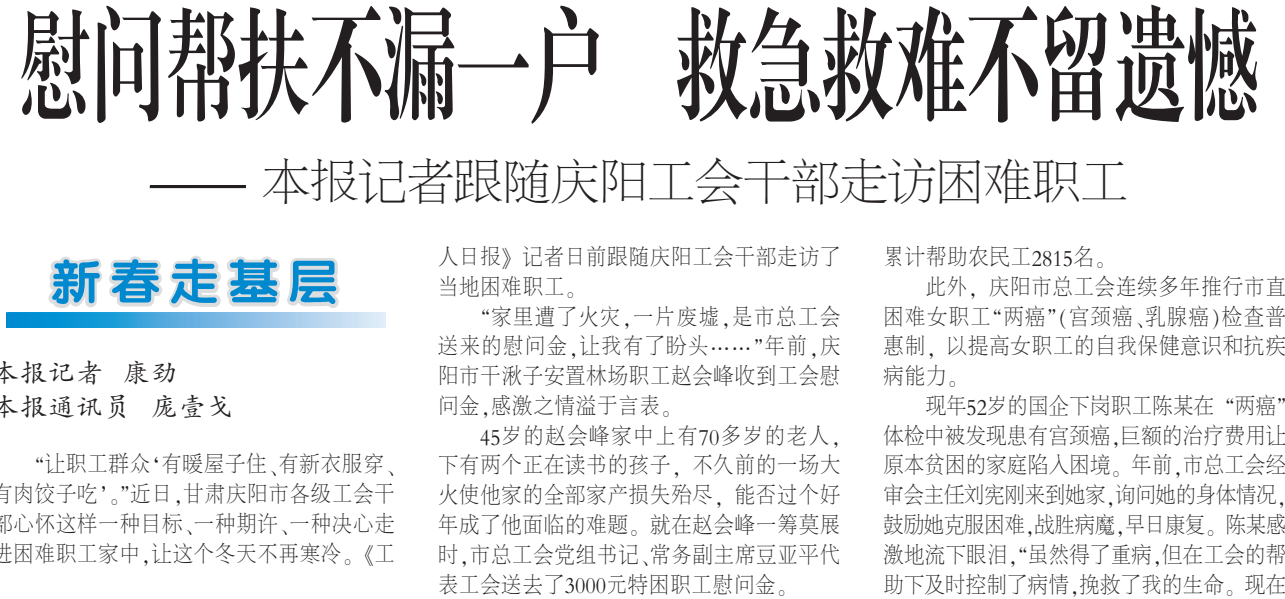 慰问帮扶不漏一户 救急救难不留遗憾
——本报记者跟随庆阳工会干部走访困难职工
新春走基层
本报记者 康劲
本报通讯员 庞壹戈
“让职工群众‘有暖屋子住、有新衣服穿、
有肉饺子吃’。”近日,甘肃庆阳市各级工会干
部心怀这样一种目标、一种期许、一种决心走
进困难职工家中,让这个冬天不再寒冷。《工
人日报》记者日前跟随庆阳工会干部走访了
当地困难职工。
“家里遭了火灾,一片废墟,是市总工会
送来的慰问金,让我有了盼头……”年前,庆
阳市干湫子安置林场职工赵会峰收到工会慰
问金,感激之情溢于言表。
45岁的赵会峰家中上有70多岁的老人,
下有两个正在读书的孩子,不久前的一场大
火使他家的全部家产损失殆尽,能否过个好
年成了他面临的难题。就在赵会峰一筹莫展
时,市总工会党组书记、常务副主席豆亚平代
表工会送去了3000元特困职工慰问金。
累计帮助农民工2815名。
此外,庆阳市总工会连续多年推行市直
困难女职工“两癌”(宫颈癌、乳腺癌)检查普
惠制,以提高女职工的自我保健意识和抗疾
病能力。
现年52岁的国企下岗职工陈某在“两癌”
体检中被发现患有宫颈癌,巨额的治疗费用让
原本贫困的家庭陷入困境。年前,市总工会经
审会主任刘宪刚来到她家,询问她的身体情况,
鼓励她克服困难,战胜病魔,早日康复。陈某感
激地流下眼泪,“虽然得了重病,但在工会的帮
助下及时控制了病情,挽救了我的生命。现在